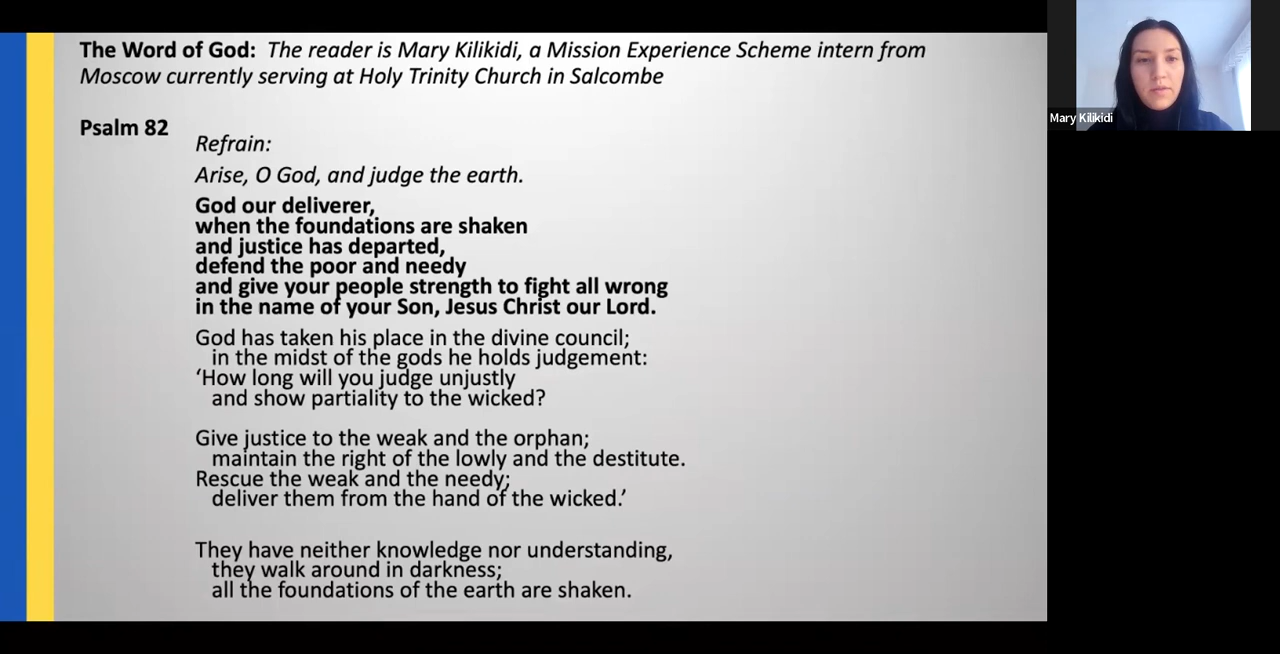 The Word of God: The reader is Mary Kilikidi, a Mission Experience Scheme intern from
Moscow currently serving at Holy Trinity Church in Salcombe
Psalm 82
Refrain:
Arise, O God, and judge the earth.
God our deliverer,
when the foundations are shaken
and justice has departed,
defend the poor and needy
and give your people strength to fight all wrong
in the name of your Son, Jesus Christ our Lord.
God has taken his place in the divine council;
in the midst of the gods he holds judgement:
‘How long will you judge unjustly
and show partiality to the wicked?
Give justice to the weak and the orphan;
maintain the right of the lowly and the destitute.
Rescue the weak and the needy;
deliver them from the hand of the wicked.’
They have neither knowledge nor understanding,
they walk around in darkness;
all the foundations of the earth are shaken.
Mary Kilikidi